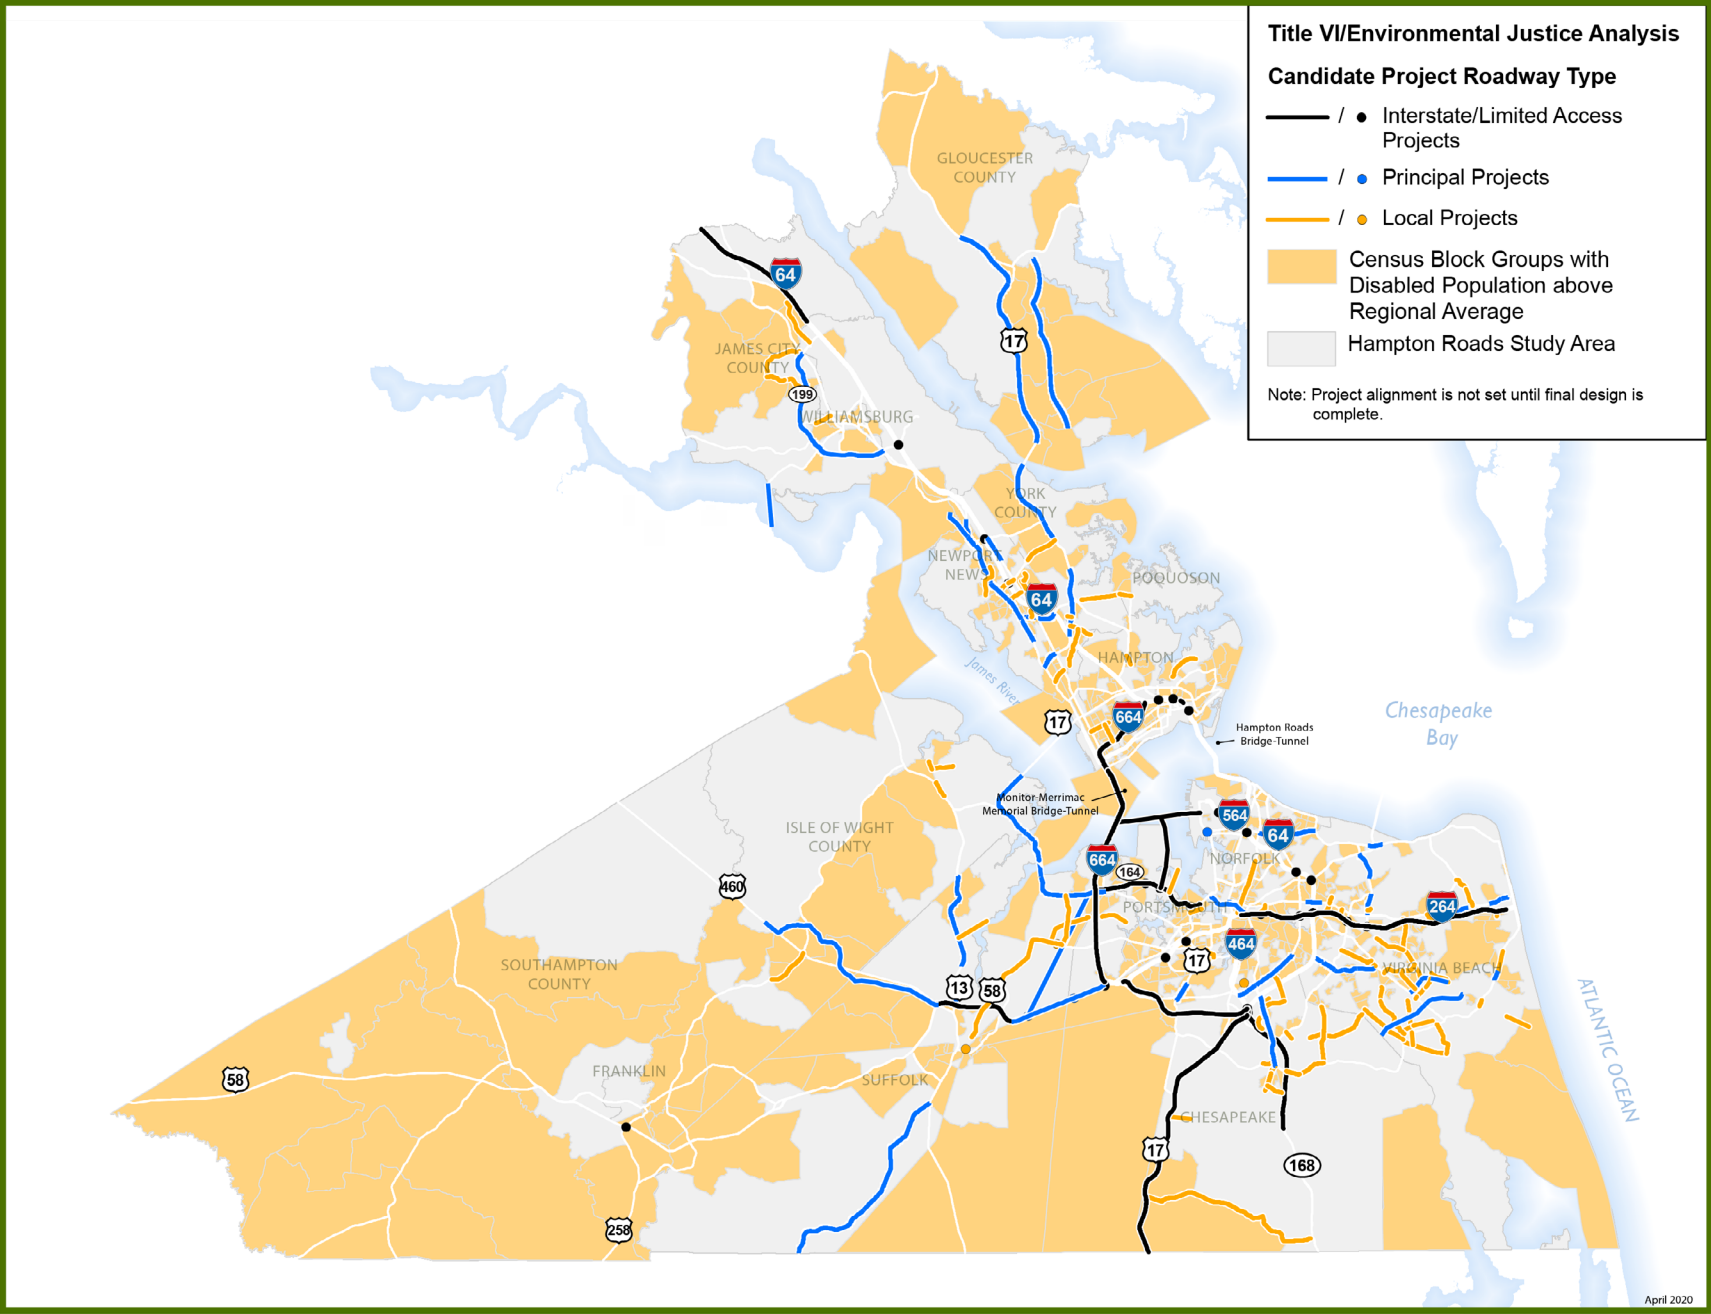 Title VI/Environmental Justice Analysis
Candidate Project Roadway Type
/ Interstate/Limited Access
Projects
/ Principal Projects
/ Local Projects
Census Block Groups with
Disabled Population above
Regional Average
Hampton Roads Study Area
Note: Project alignment is not set until final design is
complete.
GLOUCESTER
COUNTY
64
17
JAMES CITY
COUNTY
199
WILLIAMSBURG
YORK
COUNTY
NEWPORT
NEWS
POQUOSON
64
HAMPTON
James River
17
664
Chesapeake
Bay
Hampton Roads
Bridge-Tunnel
Monitor-Merrimac
Memorial Bridge-Tunnel
564
64
ISLE OF WIGHT
COUNTY
664
164
NORFOLK
460
PORTSMOUTH
264
464
17
VIRGINIA BEACH
SOUTHAMPTON
COUNTY
13
58
ATLANTIC OCEAN
FRANKLIN
58
SUFFOLK
CHESAPEAKE
17
168
258
April 2020